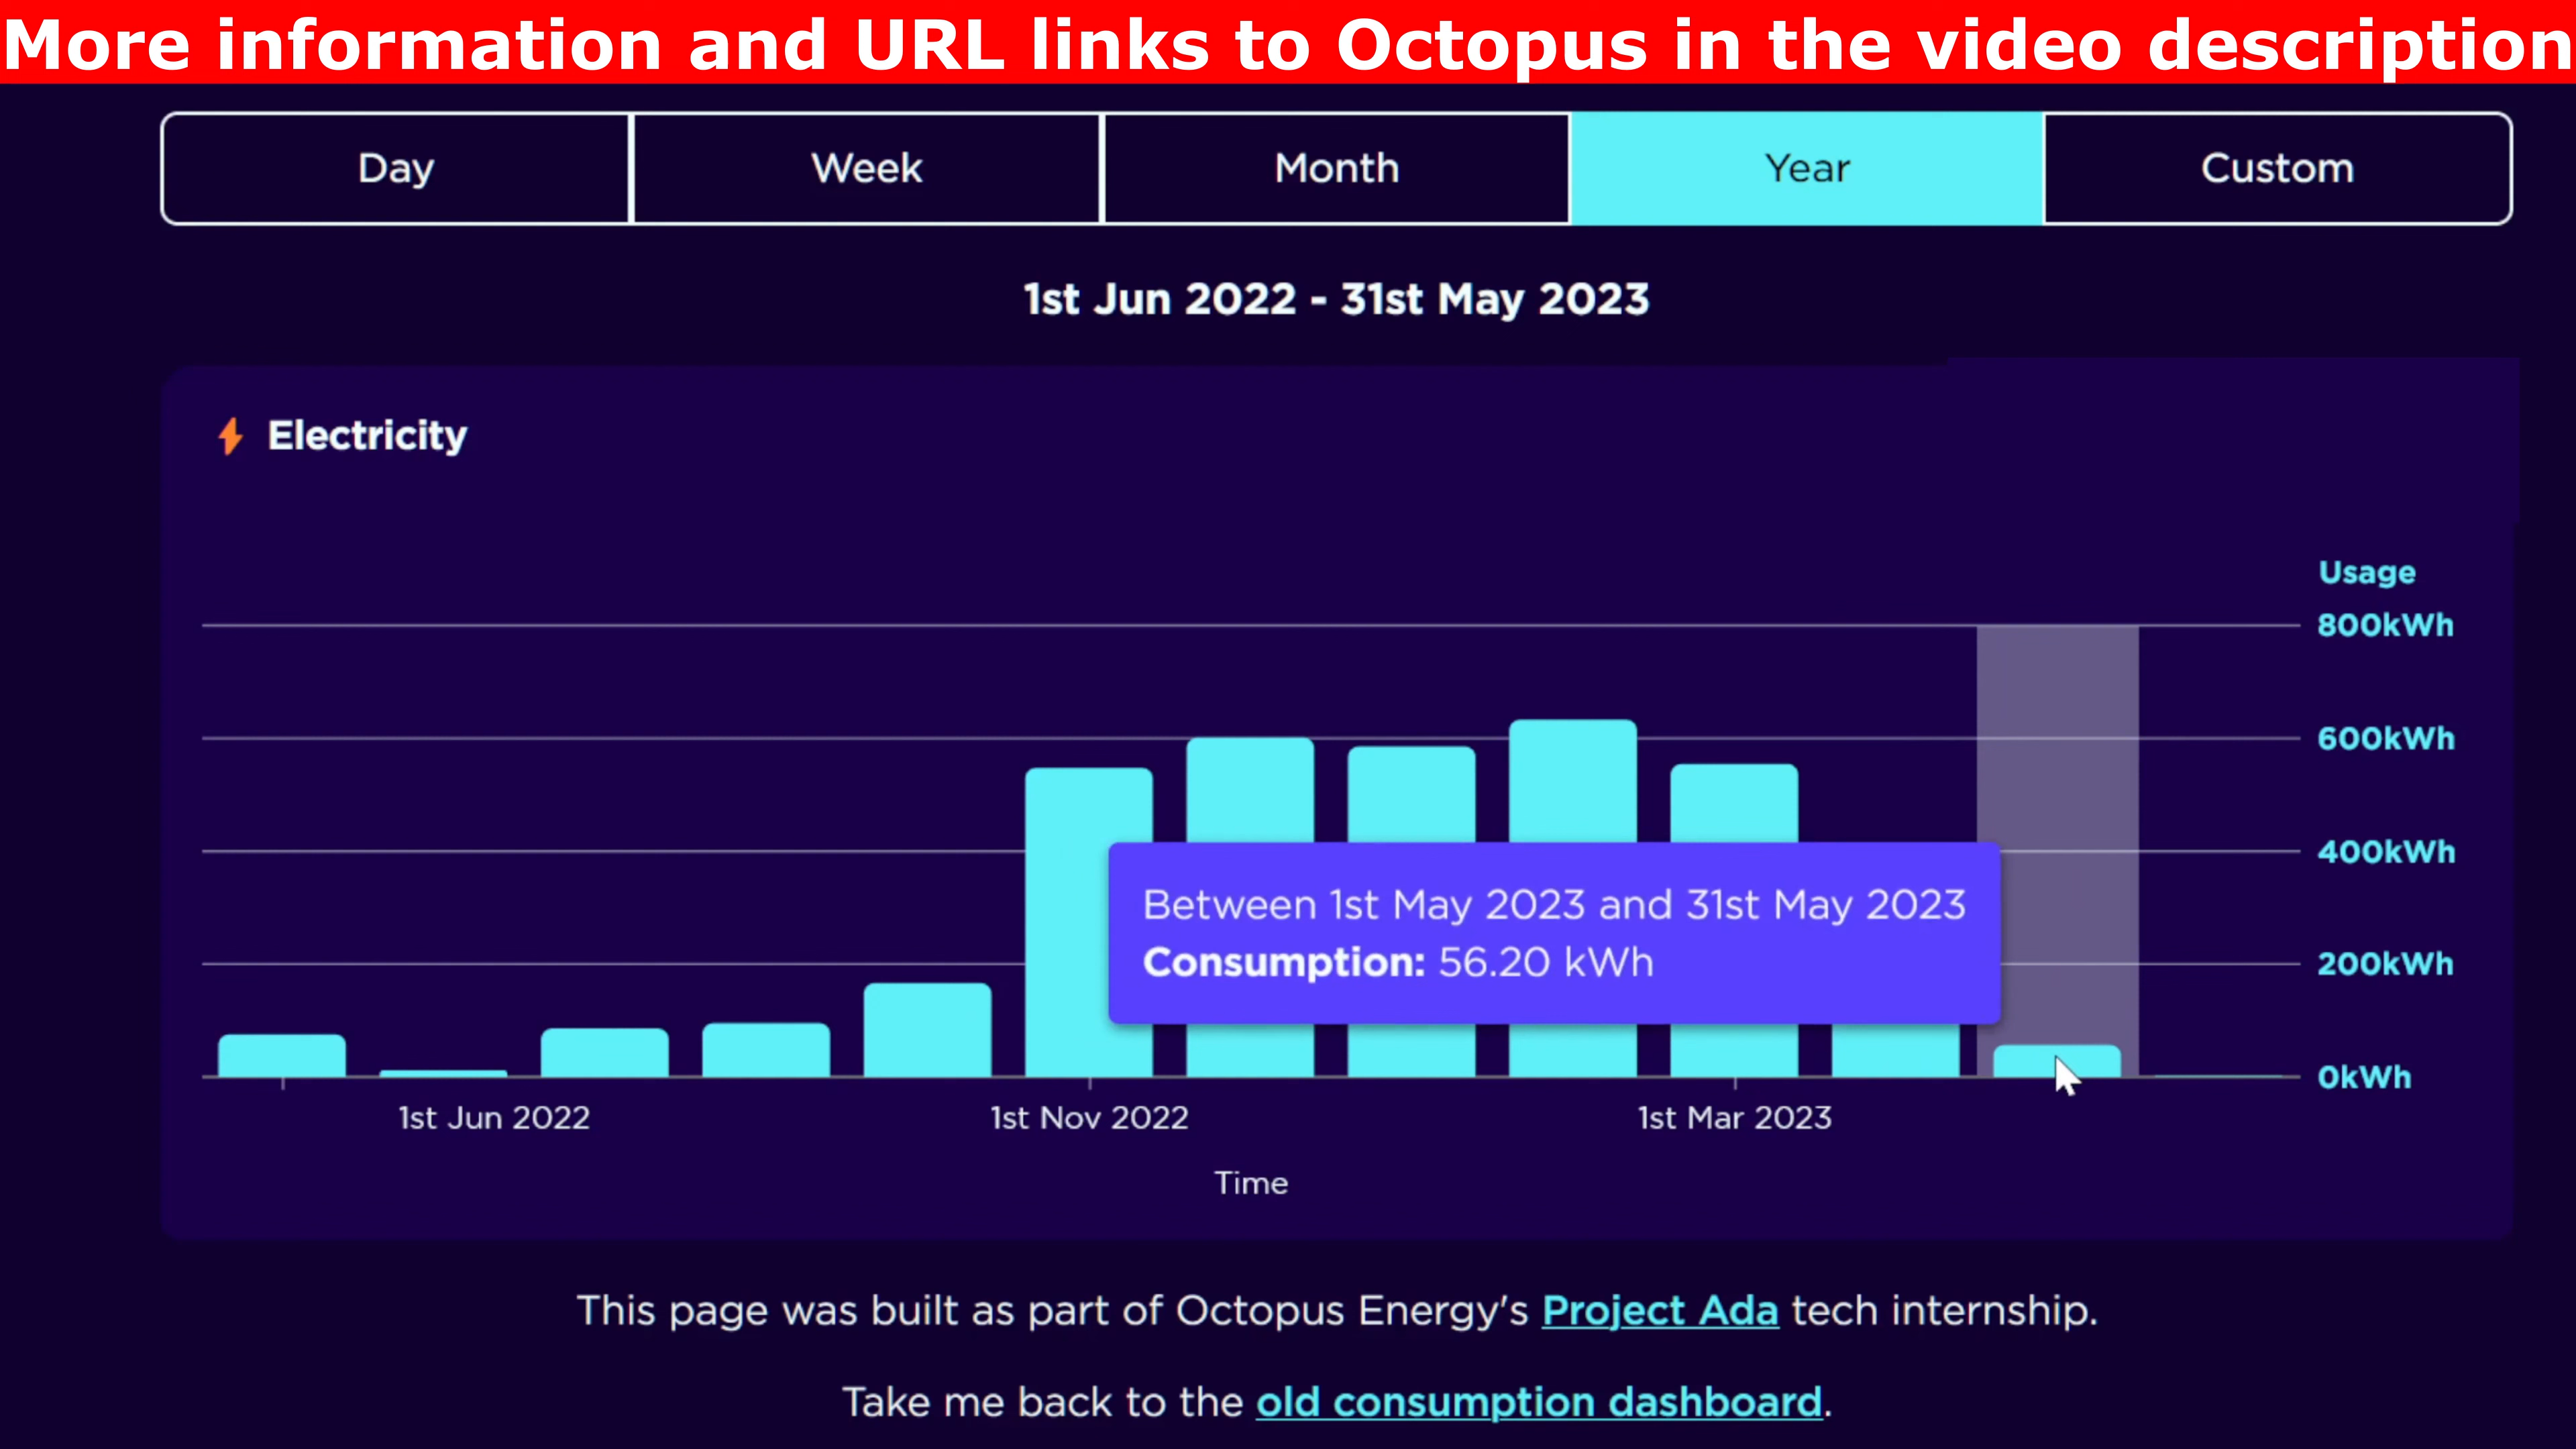 More information and URL links to Octopus in the video description
Day
Week
Month
Year
Custom
1st Jun 2022 - 31st May 2023
Electricity
Usage
800kWh
600kWh
400kWh
200kWh
0kWh
Between 1st May 2023 and 31st May 2023
Consumption: 56.20 kWh
1st Jun 2022
1st Nov 2022
1st Mar 2023
Time
This page was built as part of Octopus Energy's Project Ada tech internship.
Take me back to the old consumption dashboard.